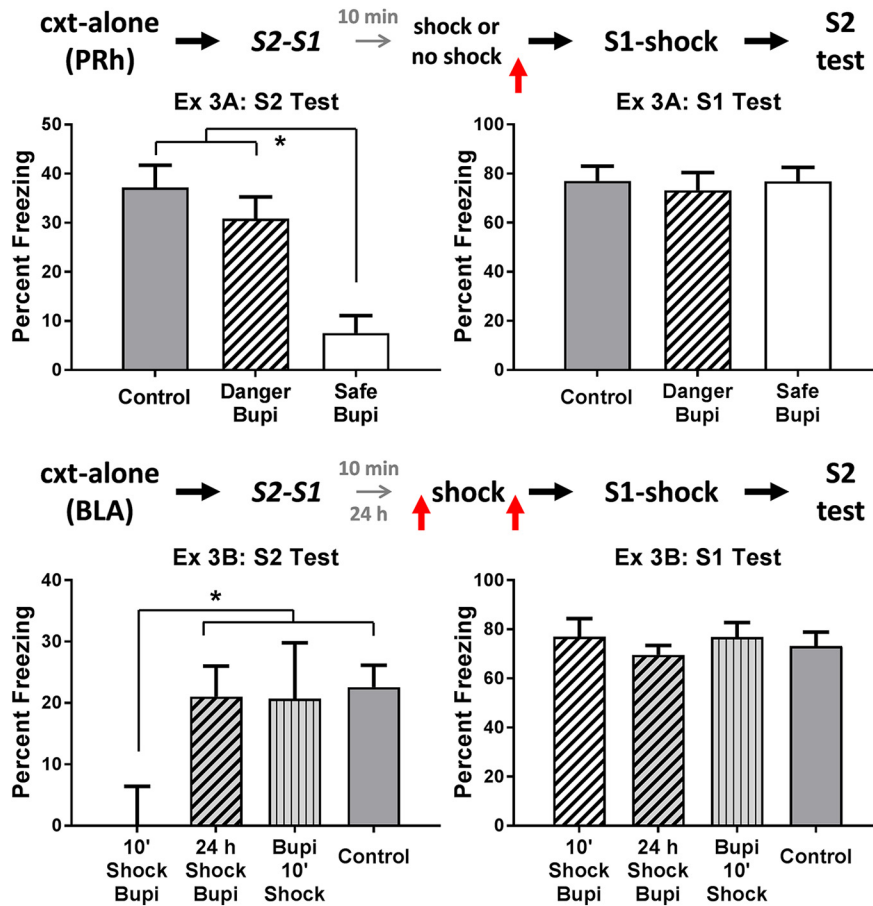 cxt-alone
(PRh)
S2-S1
10 min
shock or
no shock
S1-shock
S2
test
Ex 3A: S2 Test
Percent Freezing
50
40
30
20
10
0
*
Control
Danger
Bupi
Safe
Bupi
Ex 3A: S1 Test
Percent Freezing
100
80
60
40
20
0
Control
Danger
Bupi
Safe
Bupi
cxt-alone
(BLA)
S2-S1
10 min
24 h
shock
S1-shock
S2
test
Ex 3B: S2 Test
Percent Freezing
40
30
20
10
0
*
10'
Shock
Bupi
24 h
Shock
Bupi
Bupi
10'
Shock
Control
Ex 3B: S1 Test
Percent Freezing
100
80
60
40
20
0
10'
Shock
Bupi
24 h
Shock
Bupi
Bupi
10'
Shock
Control